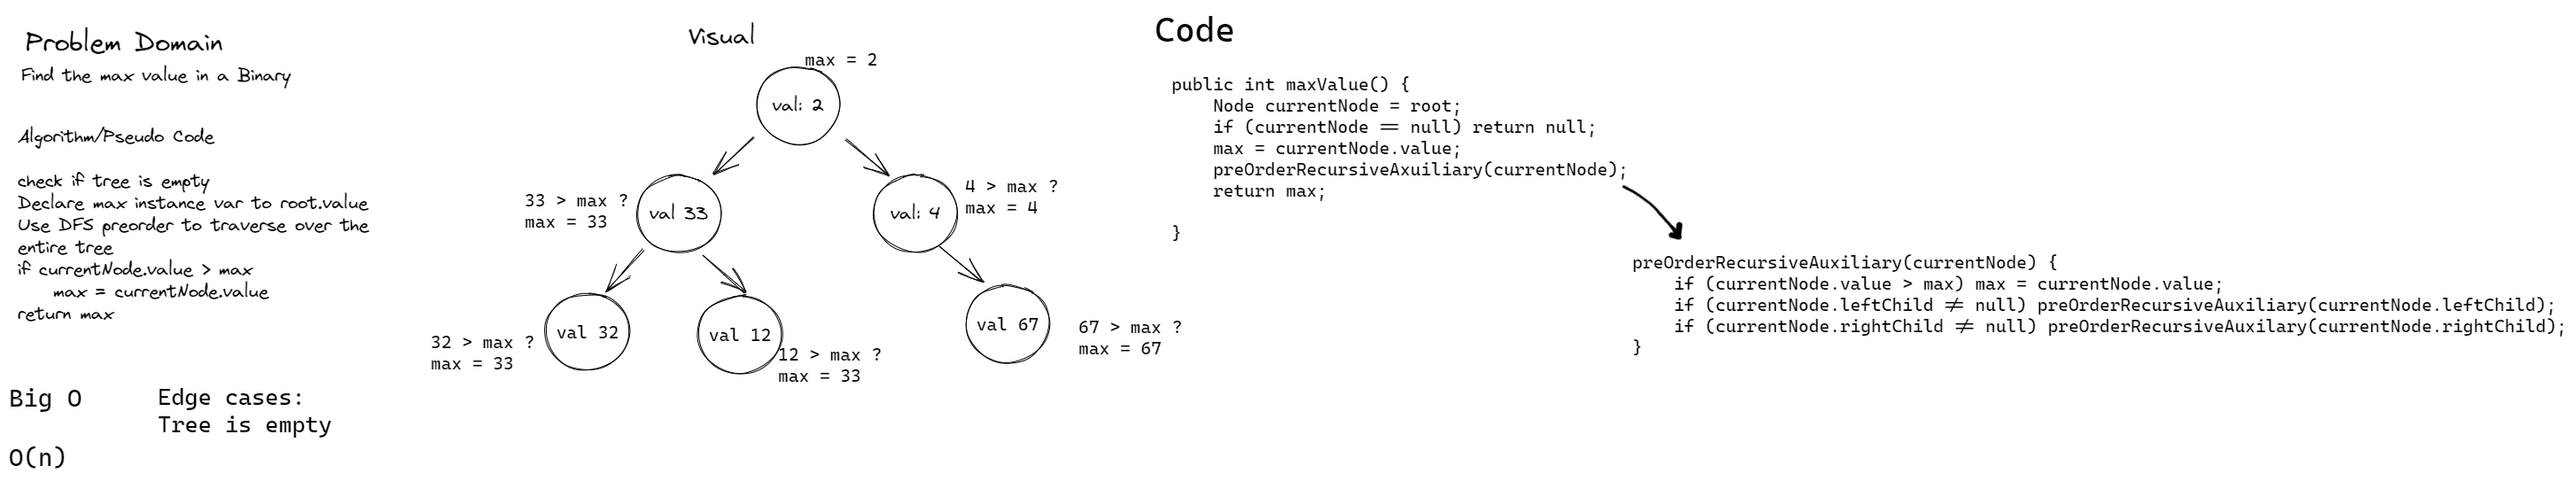 Problem Domain
Find the max value in a Binary
Algorithm/Pseudo Code
check if tree is empty
Declare max instance var to root.value
Use DFS preorder to traverse over the
entire tree
if currentNode.value > max
max = currentNode.value
return max
Big O
O(n)
Edge cases:
Tree is empty
Visual
max = 2
val: 2
33 > max ?
max = 33
val 33
val: 4
4 > max ?
max = 4
32 > max ?
max = 33
val 32
val 12
12 > max ?
max = 33
val 67
67 > max ?
max = 67
Code
public int maxValue() {
Node currentNode = root;
if (currentNode == null) return null;
max = currentNode.value;
preOrderRecursiveAxuiliary(currentNode);
return max;
}
preOrderRecursiveAuxiliary(currentNode) {
if (currentNode.value > max) max = currentNode.value;
if (currentNode.leftChild != null) preOrderRecursiveAuxiliary(currentNode.leftChild);
if (currentNode.rightChild != null) preOrderRecursiveAuxilary(currentNode.rightChild);
}